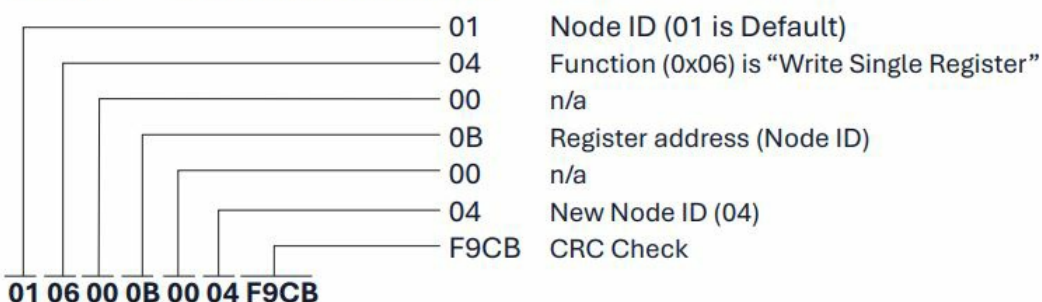 01 Node ID (01 is Default)
04 Function (0x06) is “Write Single Register”
00 n/a
0B Register address (Node ID)
00 n/a
04 New Node ID (04)
F9CB CRC Check
01 06 00 0B 00 04 F9CB